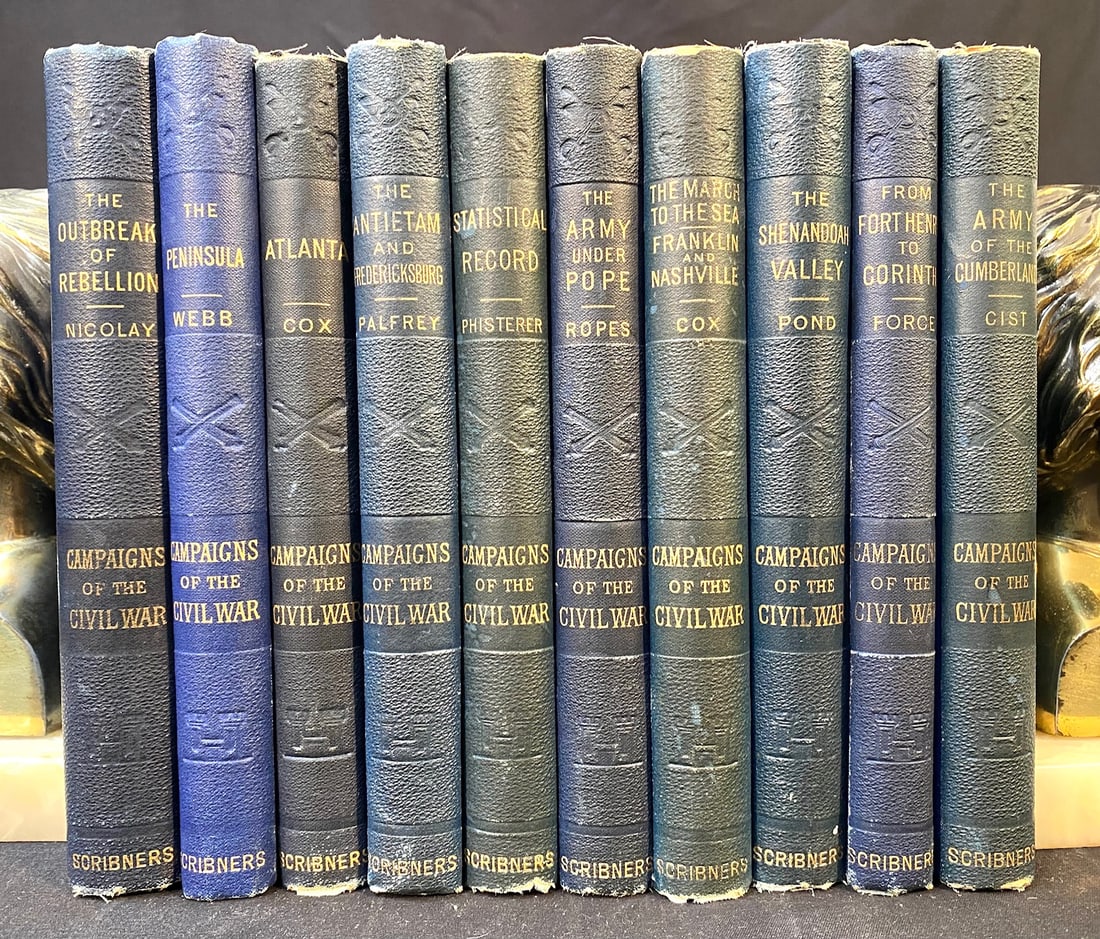 THE
OUTBREAK
OF
REBELLION
NICOLAY
CAMPAIGNS
OF THE
CIVIL WAR
SCRIBNERS
THE
PENINSULA
WEBB
CAMPAIGNS
OF THE
CIVIL WAR
SCRIBNERS
ATLANTA
COX
CAMPAIGNS
OF THE
CIVIL WAR
SCRIBNERS
THE
ANTIETAM
AND
FREDERICKSBURG
PALFREY
CAMPAIGNS
OF THE
CIVIL WAR
SCRIBNERS
STATISTICAL
RECORD
PHISTERER
CAMPAIGNS
OF THE
CIVIL WAR
SCRIBNERS
THE
ARMY
UNDER
POPE
ROPES
CAMPAIGNS
OF THE
CIVIL WAR
SCRIBNERS
THE MARCH
TO THE SEA
FRANKLIN
AND
NASHVILLE
COX
CAMPAIGNS
OF THE
CIVIL WAR
SCRIBNERS
THE
SHENANDOAH
VALLEY
POND
CAMPAIGNS
OF THE
CIVIL WAR
SCRIBNERS
FROM
FORT HENRY
TO
CORINTH
FORCE
CAMPAIGNS
OF THE
CIVIL WAR
SCRIBNERS
THE
ARMY
OF THE
CUMBERLAND
CIST
CAMPAIGNS
OF THE
CIVIL WAR
SCRIBNERS